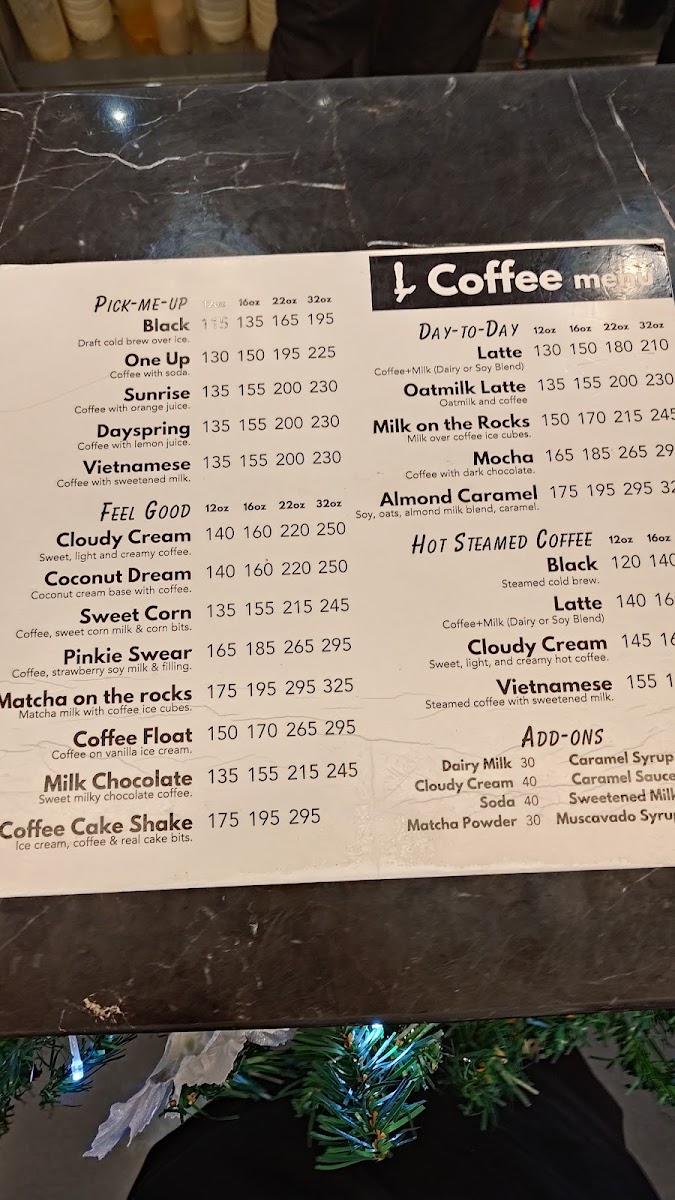 PICK-ME-UP 12oz 16oz 22oz 32oz
Black 115 135 165 195
Draft cold brew over ice.
One Up 130 150 195 225
Coffee with soda.
Sunrise 135 155 200 230
Coffee with orange juice.
Dayspring 135 155 200 230
Coffee with lemon juice.
Vietnamese 135 155 200 230
Coffee with sweetened milk.
FEEL GOOD 12oz 16oz 22oz 32oz
Cloudy Cream 140 160 220 250
Sweet, light and creamy coffee.
Coconut Dream 140 160 220 250
Coconut cream base with coffee.
Sweet Corn 135 155 215 245
Coffee, sweet corn milk & corn bits.
Pinkie Swear 165 185 265 295
Coffee, strawberry soy milk & filling.
Matcha on the rocks 175 195 295 325
Matcha milk with coffee ice cubes.
Coffee Float 150 170 265 295
Coffee on vanilla ice cream.
Milk Chocolate 135 155 215 245
Sweet milky chocolate coffee.
Coffee Cake Shake 175 195 295
Ice cream, coffee & real cake bits.
Coffee menu
DAY-TO-DAY 12oz 16oz 22oz 32oz
Latte 130 150 180 210
Coffee+Milk (Dairy or Soy Blend)
Oatmilk Latte 135 155 200 230
Oatmilk and coffee
Milk on the Rocks 150 170 215 245
Milk over coffee ice cubes.
Mocha 165 185 265 29
Coffee with dark chocolate.
Almond Caramel 175 195 295 32
Soy, oats, almond milk blend, caramel.
HOT STEAMED COFFEE 12oz 16oz
Black 120 140
Steamed cold brew.
Latte 140 16
Coffee+Milk (Dairy or Soy Blend)
Cloudy Cream 145 16
Sweet, light, and creamy hot coffee.
Vietnamese 155 1
Steamed coffee with sweetened milk.
ADD-ONS
Dairy Milk 30 Caramel Syrup
Cloudy Cream 40 Caramel Sauce
Soda 40 Sweetened Milk
Matcha Powder 30 Muscavado Syru